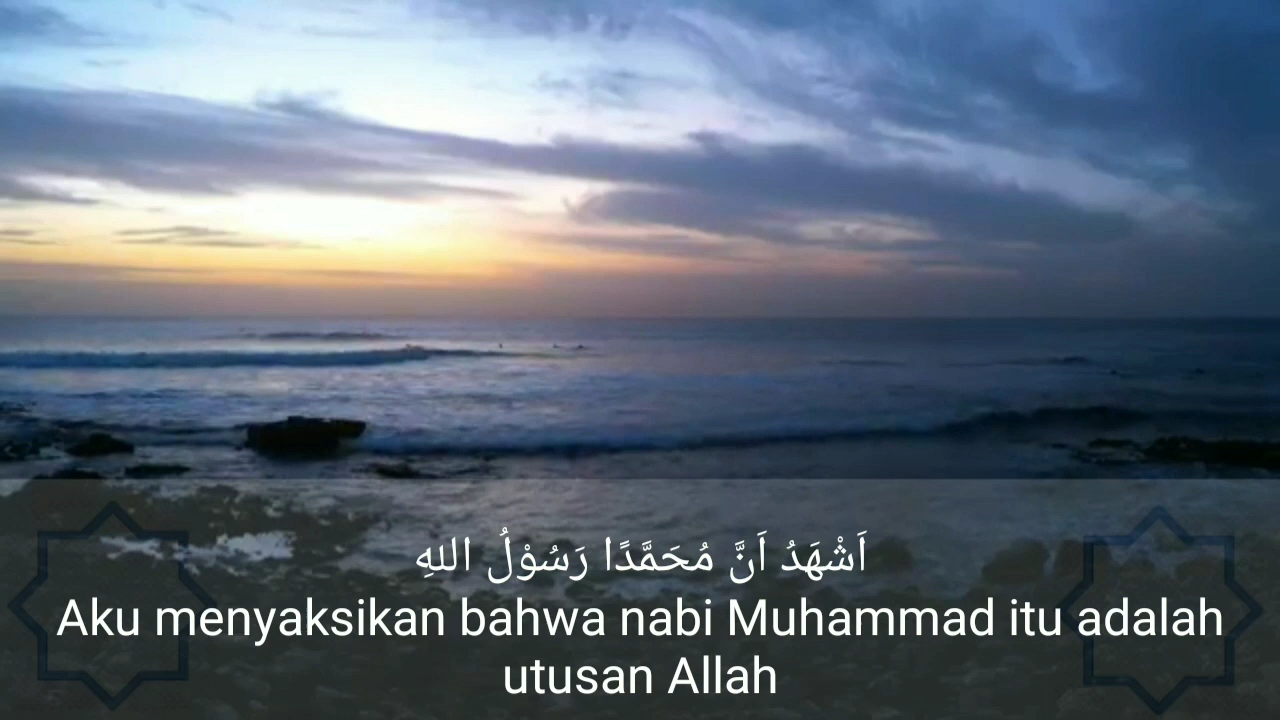 اَشْهَدُ اَنَّ مُحَمَّدًا رَسُوْلُ اللهِ
Aku menyaksikan bahwa nabi Muhammad itu adalah
utusan Allah